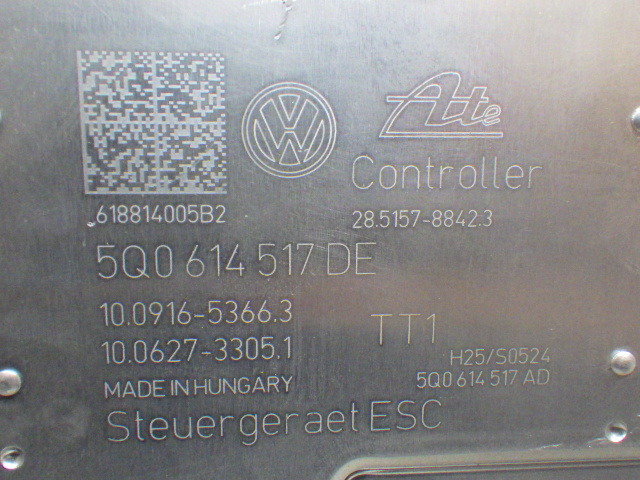 VW
Ate
Controller
618814005B2
28.5157-8842.3
5Q0 614 517 DE
10.0916-5366.3
TT1
10.0627-3305.1
H25/S0524
MADE IN HUNGARY
5Q0 614 517 AD
Steuergeraet ESC